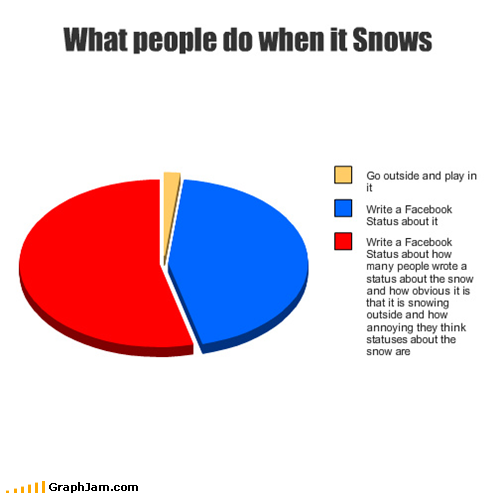 What people do when it Snows
Go outside and play in
it
Write a Facebook
Status about it
Write a Facebook
Status about how
many people wrote a
status about the snow
and how obvious it is
that it is snowing
outside and how
annoying they think
statuses about the
snow are
GraphJam.com